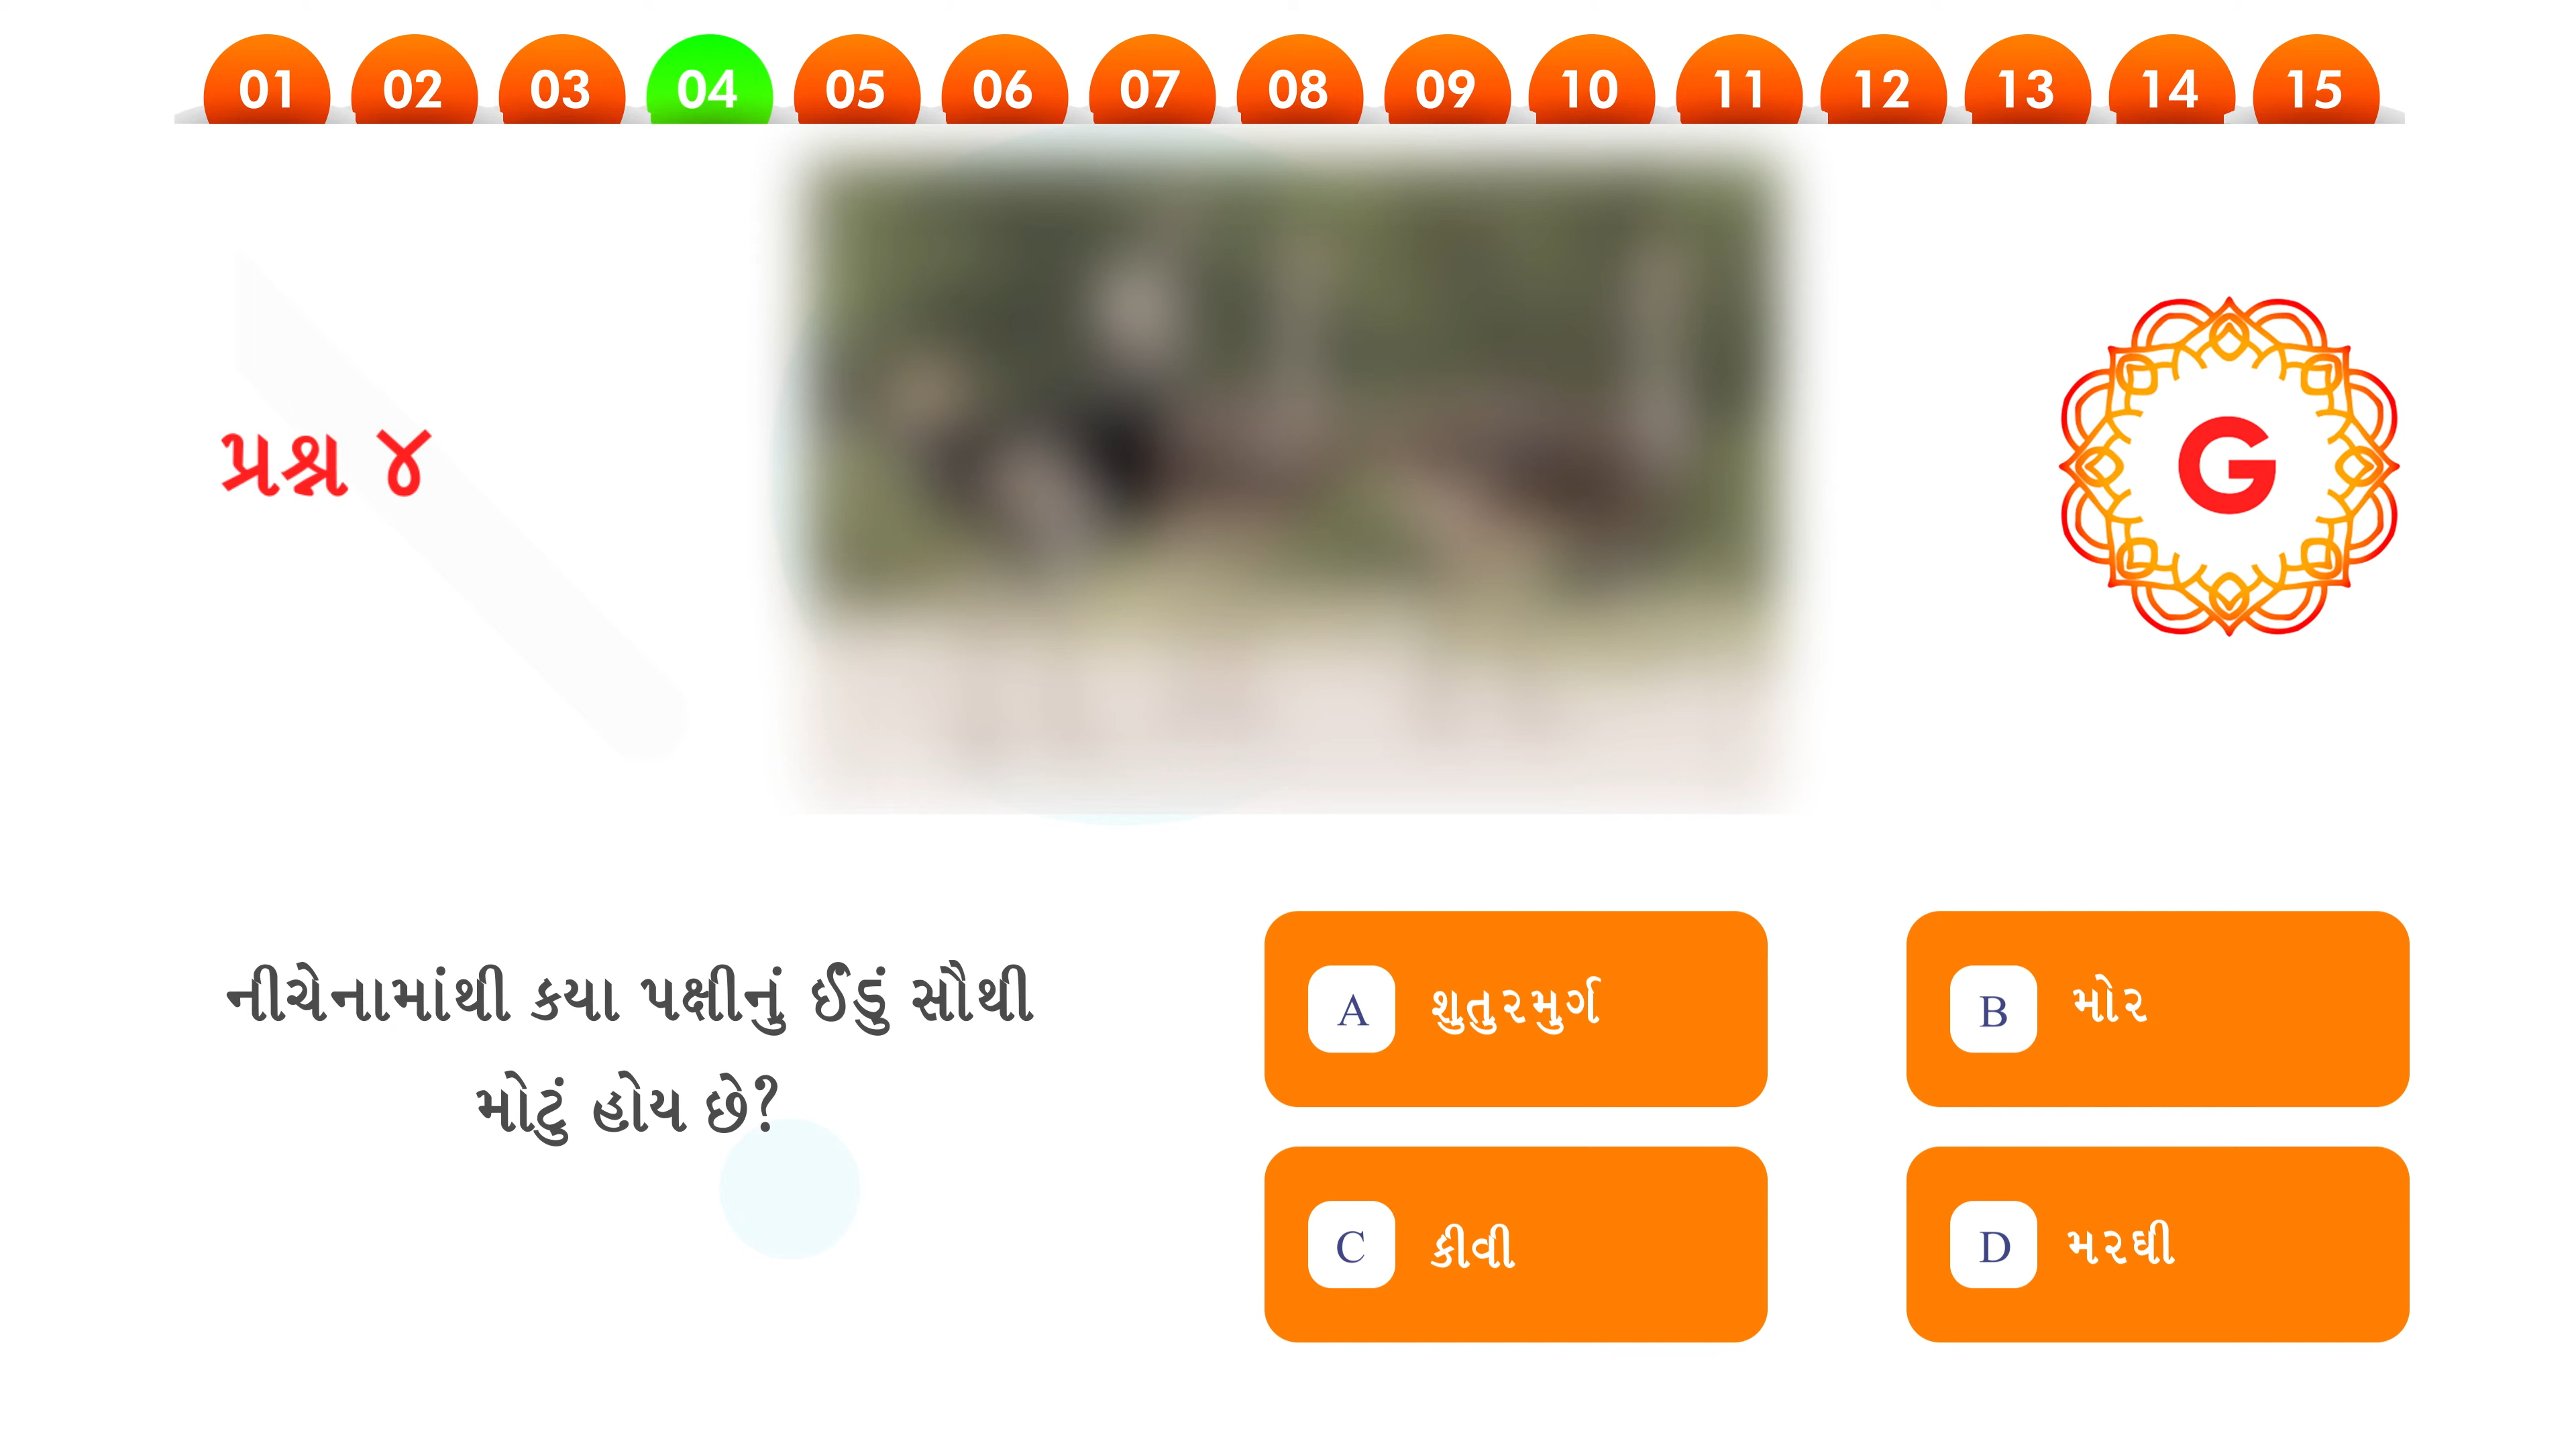 01 02 03 04 05 06 07 08 09 10 11 12 13 14 15
પ્રશ્ન ૪
G
નીચેનામાંથી કયા પક્ષીનું ઈંડું સૌથી
મોટું હોય છે?
A શુતુરમુર્ગ
B મોર
C કીવી
D મરઘી